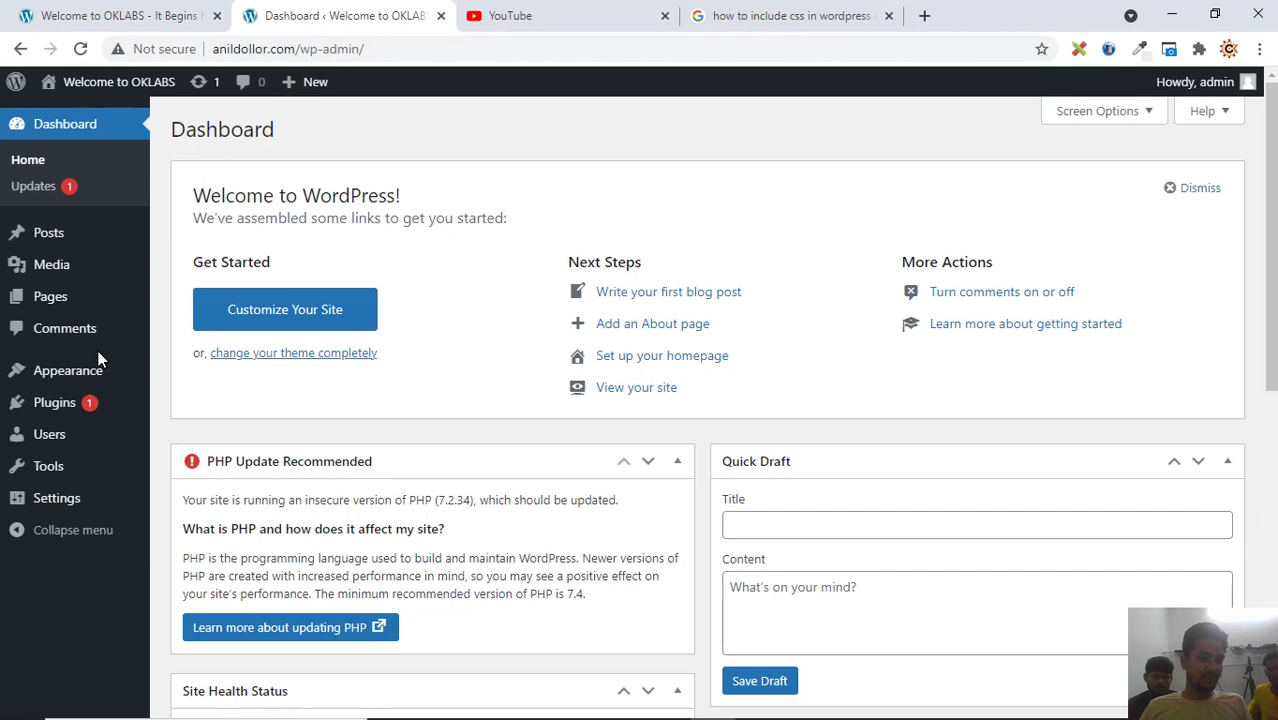 Welcome to OKLABS - It Begins H
Dashboard ‹ Welcome to OKLABS
YouTube
how to include css in wordpress
Not secure
anildollor.com/wp-admin/
Welcome to OKLABS
1
0
New
Howdy, admin
Dashboard
Home
Updates 1
Posts
Media
Pages
Comments
Appearance
Plugins 1
Users
Tools
Settings
Collapse menu
Screen Options
Help
Dashboard
Welcome to WordPress!
We've assembled some links to get you started:
Dismiss
Get Started
Customize Your Site
or, change your theme completely
Next Steps
Write your first blog post
Add an About page
Set up your homepage
View your site
More Actions
Turn comments on or off
Learn more about getting started
PHP Update Recommended
Your site is running an insecure version of PHP (7.2.34), which should be updated.
What is PHP and how does it affect my site?
PHP is the programming language used to build and maintain WordPress. Newer versions of
PHP are created with increased performance in mind, so you may see a positive effect on
your site's performance. The minimum recommended version of PHP is 7.4.
Learn more about updating PHP
Site Health Status
Quick Draft
Title
Content
What's on your mind?
Save Draft